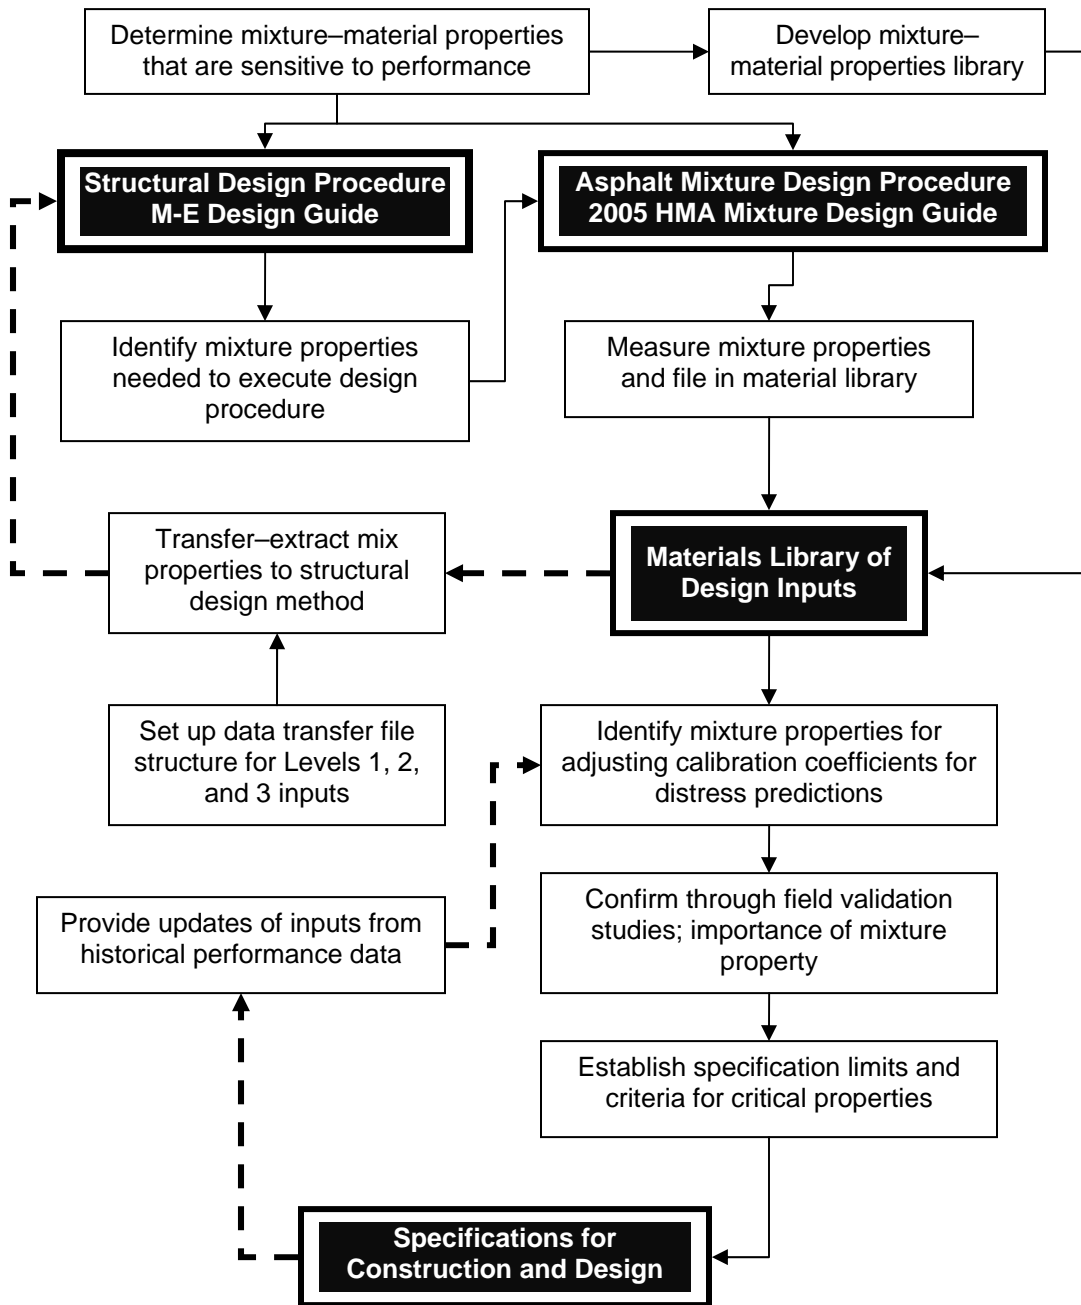 Determine mixture–material properties
that are sensitive to performance
Develop mixture–
material properties library
Structural Design Procedure
M-E Design Guide
Asphalt Mixture Design Procedure
2005 HMA Mixture Design Guide
Identify mixture properties
needed to execute design
procedure
Measure mixture properties
and file in material library
Transfer–extract mix
properties to structural
design method
Materials Library of
Design Inputs
Set up data transfer file
structure for Levels 1, 2,
and 3 inputs
Identify mixture properties for
adjusting calibration coefficients for
distress predictions
Provide updates of inputs from
historical performance data
Confirm through field validation
studies; importance of mixture
property
Establish specification limits and
criteria for critical properties
Specifications for
Construction and Design